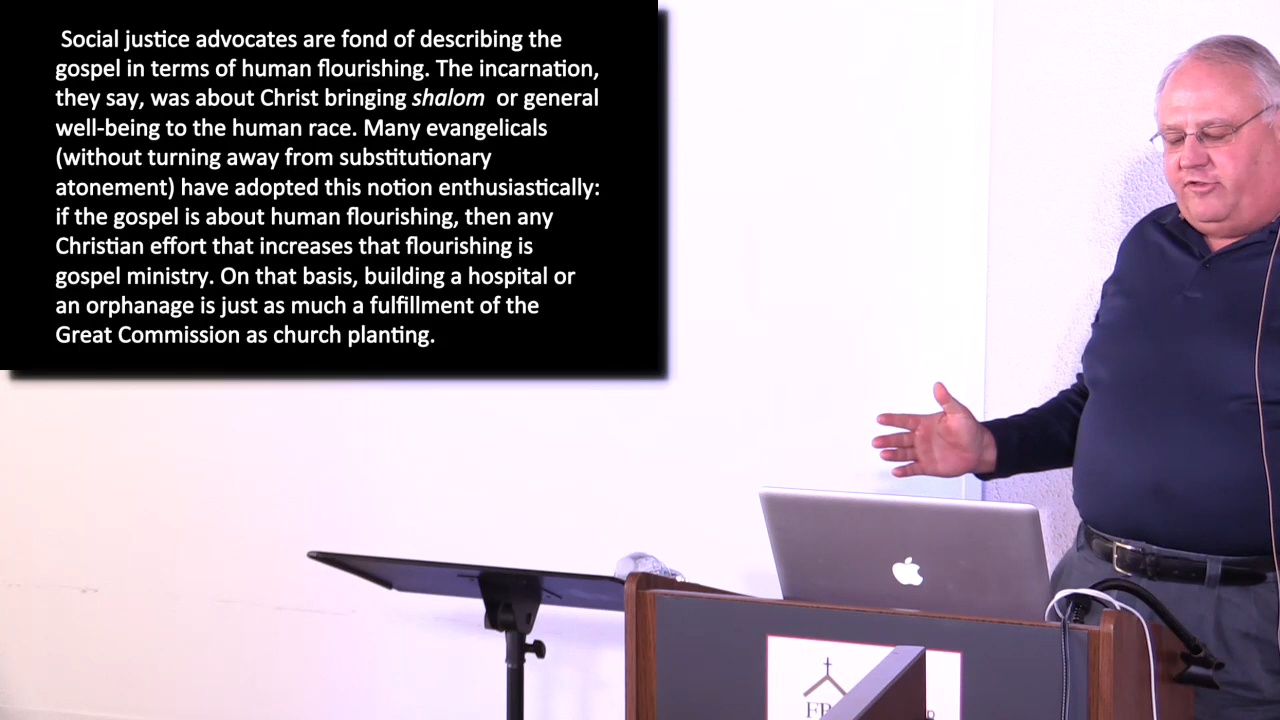 Social justice advocates are fond of describing the
gospel in terms of human flourishing. The incarnation,
they say, was about Christ bringing shalom or general
well-being to the human race. Many evangelicals
(without turning away from substitutionary
atonement) have adopted this notion enthusiastically:
if the gospel is about human flourishing, then any
Christian effort that increases that flourishing is
gospel ministry. On that basis, building a hospital or
an orphanage is just as much a fulfillment of the
Great Commission as church planting.